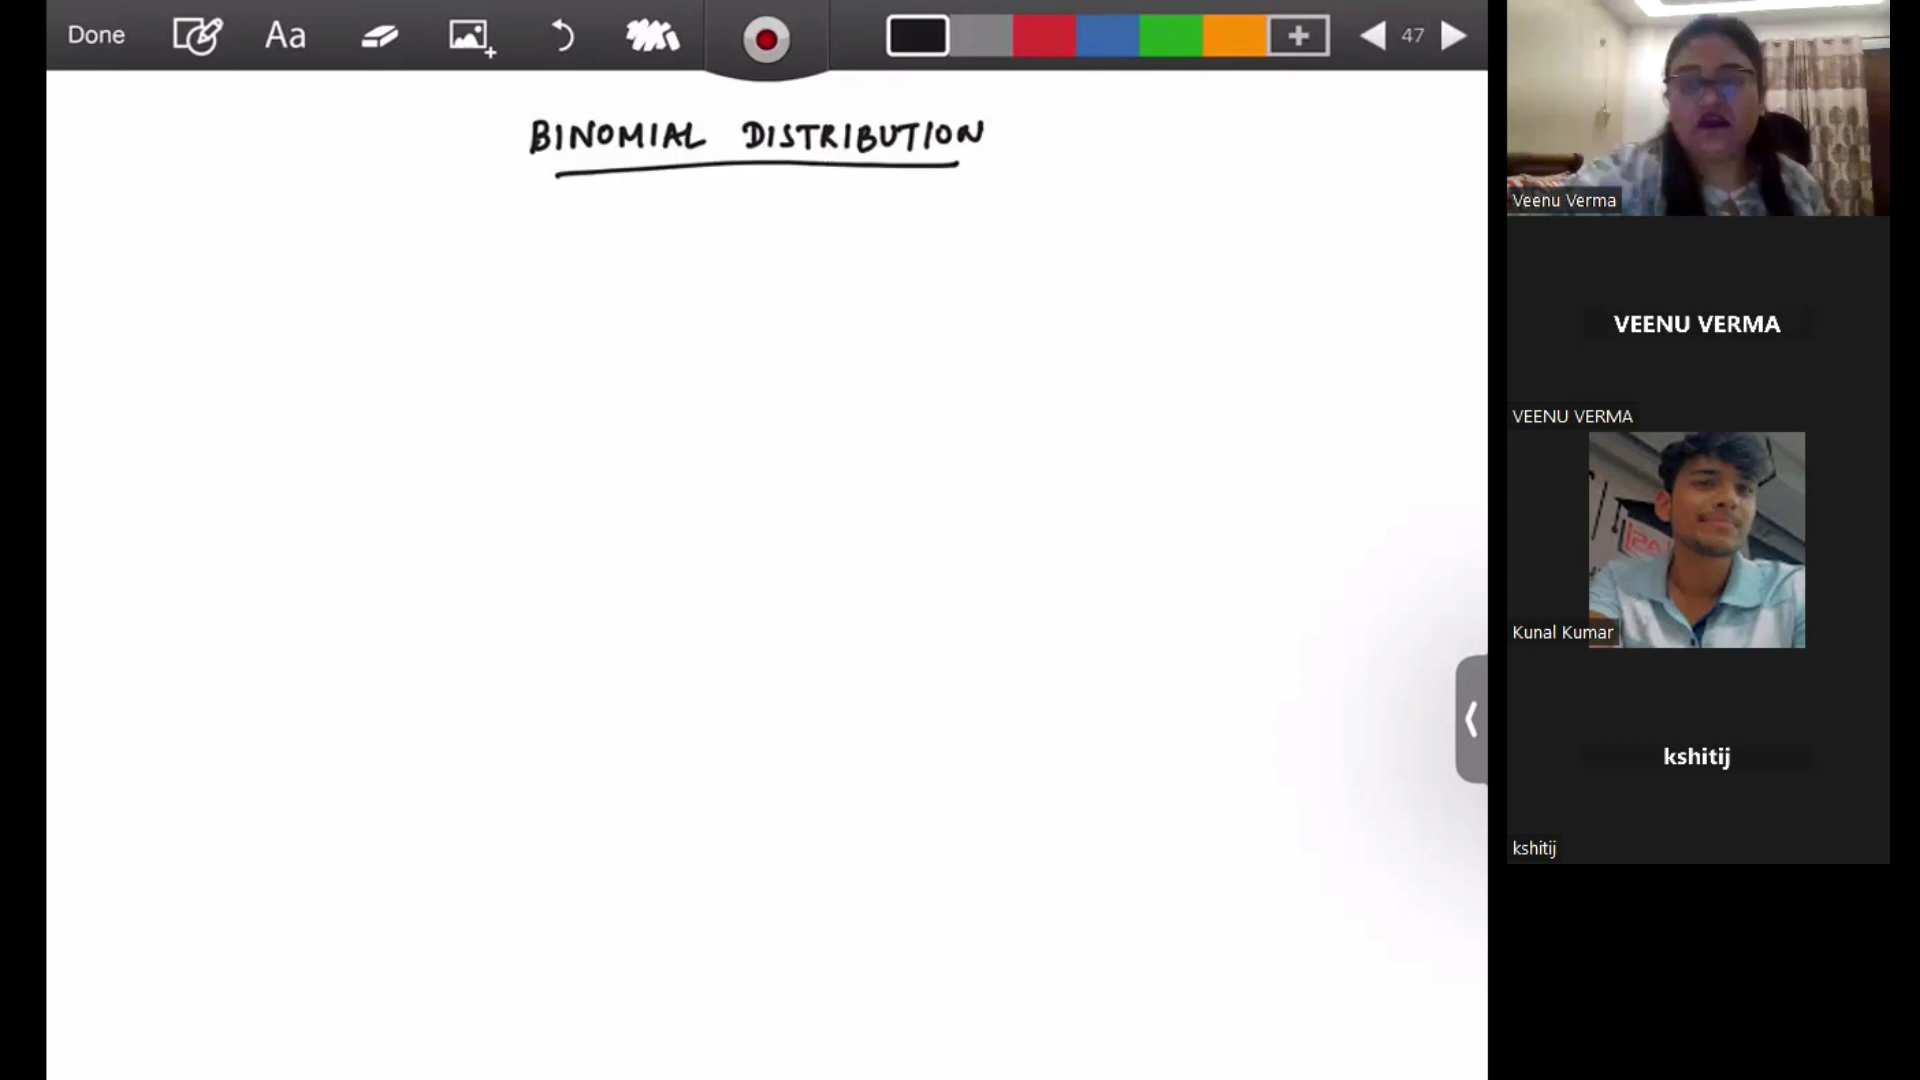 Done Aa 47
BINOMIAL DISTRIBUTION
Veenu Verma
VEENU VERMA
VEENU VERMA
Kunal Kumar
kshitij
kshitij